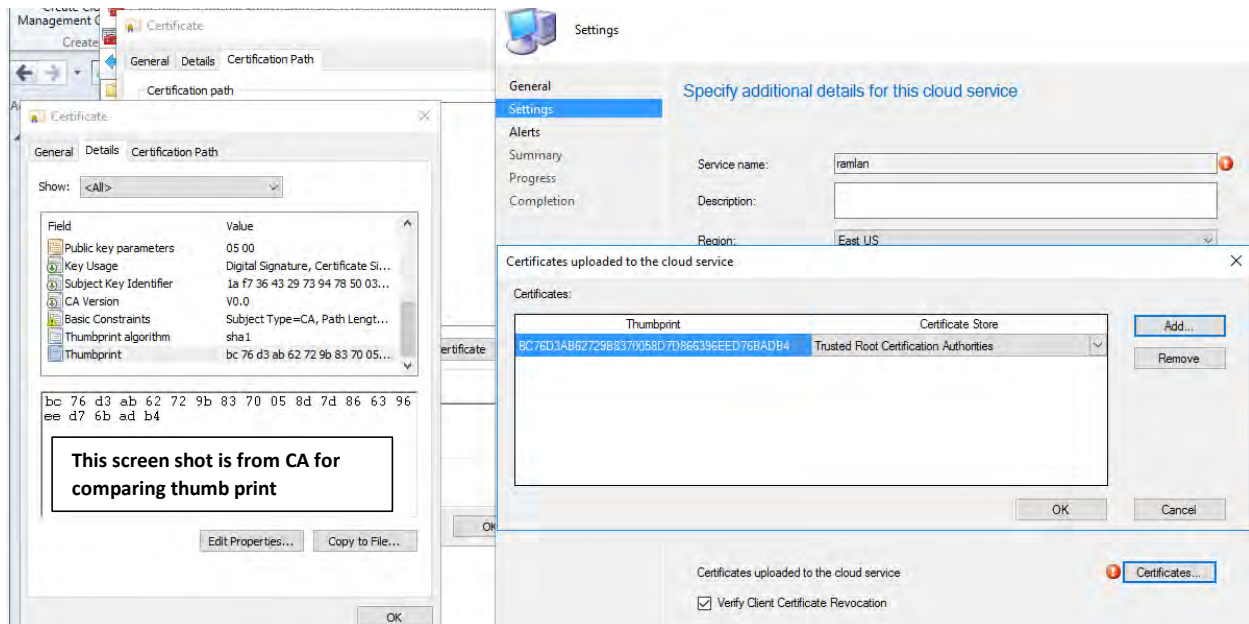 Management
Create
Certificate
General Details Certification Path
Certification path
ertificate
OK
Certificate
General Details Certification Path
Show: <All>
Field Value
Public key parameters 05 00
Key Usage Digital Signature, Certificate Si...
Subject Key Identifier 1a f7 36 43 29 73 94 78 50 03...
CA Version V0.0
Basic Constraints Subject Type=CA, Path Lengt...
Thumbprint algorithm sha1
Thumbprint bc 76 d3 ab 62 72 9b 83 70 05...
bc 76 d3 ab 62 72 9b 83 70 05 8d 7d 86 63 96
ee d7 6b ad b4
This screen shot is from CA for
comparing thumb print
Edit Properties... Copy to File...
OK
Settings
General
Settings
Alerts
Summary
Progress
Completion
Specify additional details for this cloud service
Service name: ramlan
Description:
Region: East US
Certificates uploaded to the cloud service
Certificates:
Thumbprint Certificate Store
BC76D3AB62729B8370058D7D866396EED76BADB4 Trusted Root Certification Authorities
Add...
Remove
OK Cancel
Certificates uploaded to the cloud service Certificates...
Verify Client Certificate Revocation